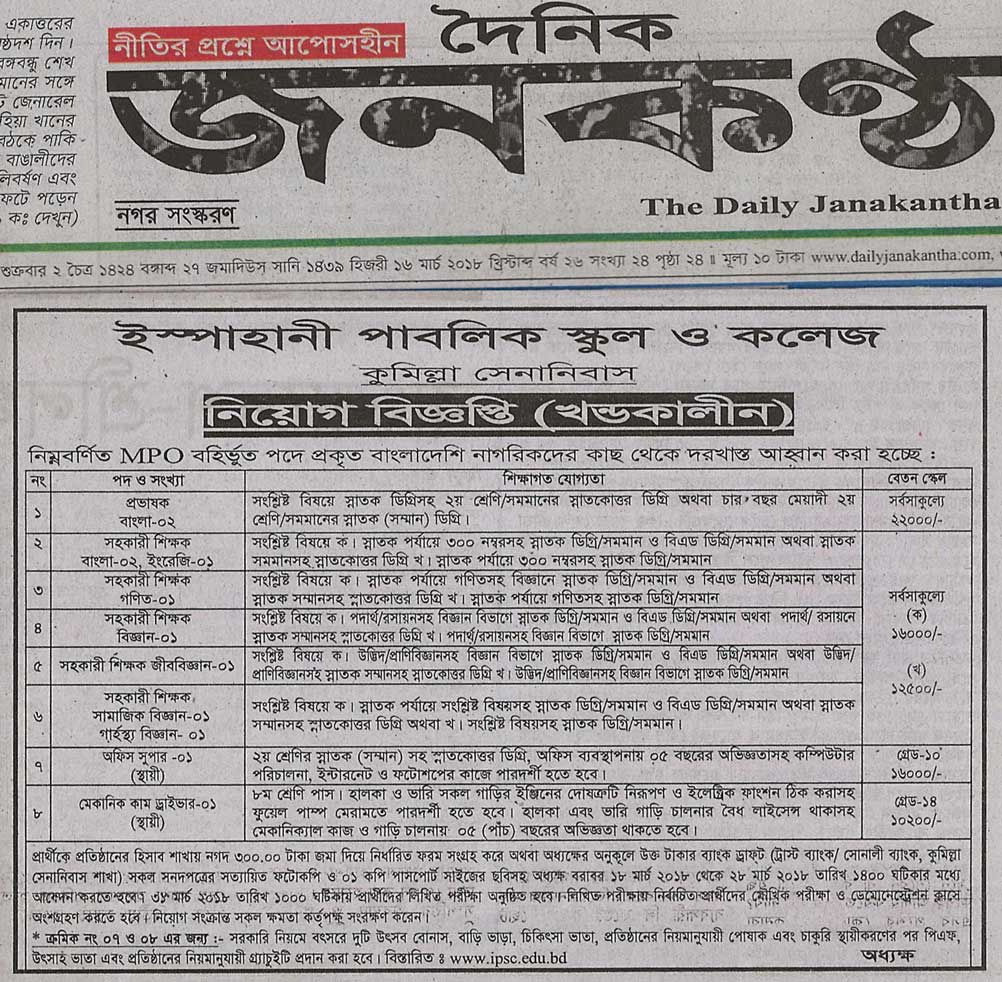 একাত্তরের
ষ্ঠদশ দিন।
বঙ্গবন্ধু শেখ
মানের সঙ্গে
ট জেনারেল
হিয়া খানের
বঠকে পাকি-
বাঙালীদের
লিবর্ষণ এবং
ফটে পড়েন
কঃ দেখুন)
নীতির প্রশ্নে আপোসহীন
দৈনিক
জনকণ্ঠ
নগর সংস্করণ
The Daily Janakantha
শুক্রবার ২ চৈত্র ১৪২৪ বঙ্গাব্দ ২৭ জমাদিউস সানি ১৪৩৯ হিজরী ১৬ মার্চ ২০১৮ খ্রিস্টাব্দ বর্ষ ২৬ সংখ্যা ২৪ পৃষ্ঠা ২৪ ॥ মূল্য ১০ টাকা www.dailyjanakantha.com,
ইস্পাহানী পাবলিক স্কুল ও কলেজ
কুমিল্লা সেনানিবাস
নিয়োগ বিজ্ঞপ্তি (খন্ডকালীন)
নিম্নবর্ণিত MPO বহির্ভূত পদে প্রকৃত বাংলাদেশি নাগরিকদের কাছ থেকে দরখাস্ত আহ্বান করা হচ্ছে :
নং পদ ও সংখ্যা শিক্ষাগত যোগ্যতা বেতন স্কেল
১ প্রভাষক বাংলা-০২ সংশ্লিষ্ট বিষয়ে স্নাতক ডিগ্রিসহ ২য় শ্রেণি/সমমানের স্নাতকোত্তর ডিগ্রি অথবা চার বছর মেয়াদী ২য়
শ্রেণি/সমমানের স্নাতক (সম্মান) ডিগ্রি। সর্বসাকুল্যে ২২০০০/-
২ সহকারী শিক্ষক বাংলা-০২, ইংরেজি-০১ সংশ্লিষ্ট বিষয়ে ক। স্নাতক পর্যায়ে ৩০০ নম্বরসহ স্নাতক ডিগ্রি/সমমান ও বিএড ডিগ্রি/সমমান অথবা স্নাতক
সমমানসহ স্নাতকোত্তর ডিগ্রি খ। স্নাতক পর্যায়ে ৩০০ নম্বরসহ স্নাতক ডিগ্রি/সমমান
৩ সহকারী শিক্ষক গণিত-০১ সংশ্লিষ্ট বিষয়ে ক। স্নাতক পর্যায়ে গণিতসহ বিজ্ঞানে স্নাতক ডিগ্রি/সমমান ও বিএড ডিগ্রি/সমমান অথবা
স্নাতক সম্মানসহ স্নাতকোত্তর ডিগ্রি খ। স্নাতক পর্যায়ে গণিতসহ স্নাতক ডিগ্রি/সমমান
সর্বসাকুল্যে
(ক)
১৬০০০/-
৪ সহকারী শিক্ষক বিজ্ঞান-০১ সংশ্লিষ্ট বিষয়ে ক। পদার্থ/রসায়নসহ বিজ্ঞান বিভাগে স্নাতক ডিগ্রি/সমমান ও বিএড ডিগ্রি/সমমান অথবা পদার্থ/ রসায়নে
স্নাতক সম্মানসহ স্নাতকোত্তর ডিগ্রি খ। পদার্থ/রসায়নসহ বিজ্ঞান বিভাগে স্নাতক ডিগ্রি/সমমান
৫ সহকারী শিক্ষক জীববিজ্ঞান-০১ সংশ্লিষ্ট বিষয়ে ক। উদ্ভিদ/প্রাণিবিজ্ঞানসহ বিজ্ঞান বিভাগে স্নাতক ডিগ্রি/সমমান ও বিএড ডিগ্রি/সমমান অথবা উদ্ভিদ/
প্রাণিবিজ্ঞানসহ স্নাতক সম্মানসহ স্নাতকোত্তর ডিগ্রি খ। উদ্ভিদ/প্রাণিবিজ্ঞানসহ বিজ্ঞান বিভাগে স্নাতক ডিগ্রি/সমমান
(খ)
১২৫০০/-
৬ সহকারী শিক্ষক, সামাজিক বিজ্ঞান-০১ গার্হস্থ্য বিজ্ঞান- ০১ সংশ্লিষ্ট বিষয়ে ক। স্নাতক পর্যায়ে সংশ্লিষ্ট বিষয়সহ স্নাতক ডিগ্রি/সমমান ও বিএড ডিগ্রি/সমমান অথবা স্নাতক
সম্মানসহ স্নাতকোত্তর ডিগ্রি অথবা খ। সংশ্লিষ্ট বিষয়সহ স্নাতক ডিগ্রি/সমমান।
৭ অফিস সুপার -০১ (স্থায়ী) ২য় শ্রেণির স্নাতক (সম্মান) সহ স্নাতকোত্তর ডিগ্রি, অফিস ব্যবস্থাপনায় ০৫ বছরের অভিজ্ঞতাসহ কম্পিউটার
পরিচালনা, ইন্টারনেট ও ফটোশপের কাজে পারদর্শী হতে হবে। গ্রেড-১০ ১৬০০০/-
৮ মেকানিক কাম ড্রাইভার-০১ (স্থায়ী) ৮ম শ্রেণি পাস। হালকা ও ভারি সকল গাড়ির ইঞ্জিনের দোষত্রুটি নিরূপণ ও ইলেক্ট্রিক ফাংশন ঠিক করাসহ
ফুয়েল পাম্প মেরামতে পারদর্শী হতে হবে। হালকা এবং ভারি গাড়ি চালনার বৈধ লাইসেন্স থাকাসহ
মেকানিক্যাল কাজ ও গাড়ি চালনায় ০৫ (পাঁচ) বছরের অভিজ্ঞতা থাকতে হবে। গ্রেড-১৪ ১০২০০/-
প্রার্থীকে প্রতিষ্ঠানের হিসাব শাখায় নগদ ৩০০.০০ টাকা জমা দিয়ে নির্ধারিত ফরম সংগ্রহ করে অথবা অধ্যক্ষের অনুকূলে উক্ত টাকার ব্যাংক ড্রাফট (ট্রাস্ট ব্যাংক/ সোনালী ব্যাংক, কুমিল্লা
সেনানিবাস শাখা) সকল সনদপত্রের সত্যায়িত ফটোকপি ও ০১ কপি পাসপোর্ট সাইজের ছবিসহ অধ্যক্ষ বরাবর ১৮ মার্চ ২০১৮ থেকে ২৮ মার্চ ২০১৮ তারিখ ১৪০০ ঘটিকার মধ্যে
আবেদন করতে হবে। ৩১ মার্চ ২০১৮ তারিখ ১০০০ ঘটিকায় প্রার্থীদের লিখিত পরীক্ষা অনুষ্ঠিত হবে। লিখিত পরীক্ষায় নির্বাচিত প্রার্থীদের মৌখিক পরীক্ষা ও ডেমোনেস্ট্রেশন ক্লাসে
অংশগ্রহণ করতে হবে। নিয়োগ সংক্রান্ত সকল ক্ষমতা কর্তৃপক্ষ সংরক্ষণ করেন।
* ক্রমিক নং ০৭ ও ০৮ এর জন্য :- সরকারি নিয়মে বৎসরে দুটি উৎসব বোনাস, বাড়ি ভাড়া, চিকিৎসা ভাতা, প্রতিষ্ঠানের নিয়মানুযায়ী পোষাক এবং চাকুরি স্থায়ীকরণের পর পিএফ,
উৎসাহ ভাতা এবং প্রতিষ্ঠানের নিয়মানুযায়ী গ্র্যাচুইটি প্রদান করা হবে। বিস্তারিত ঃ www.ipsc.edu.bd অধ্যক্ষ